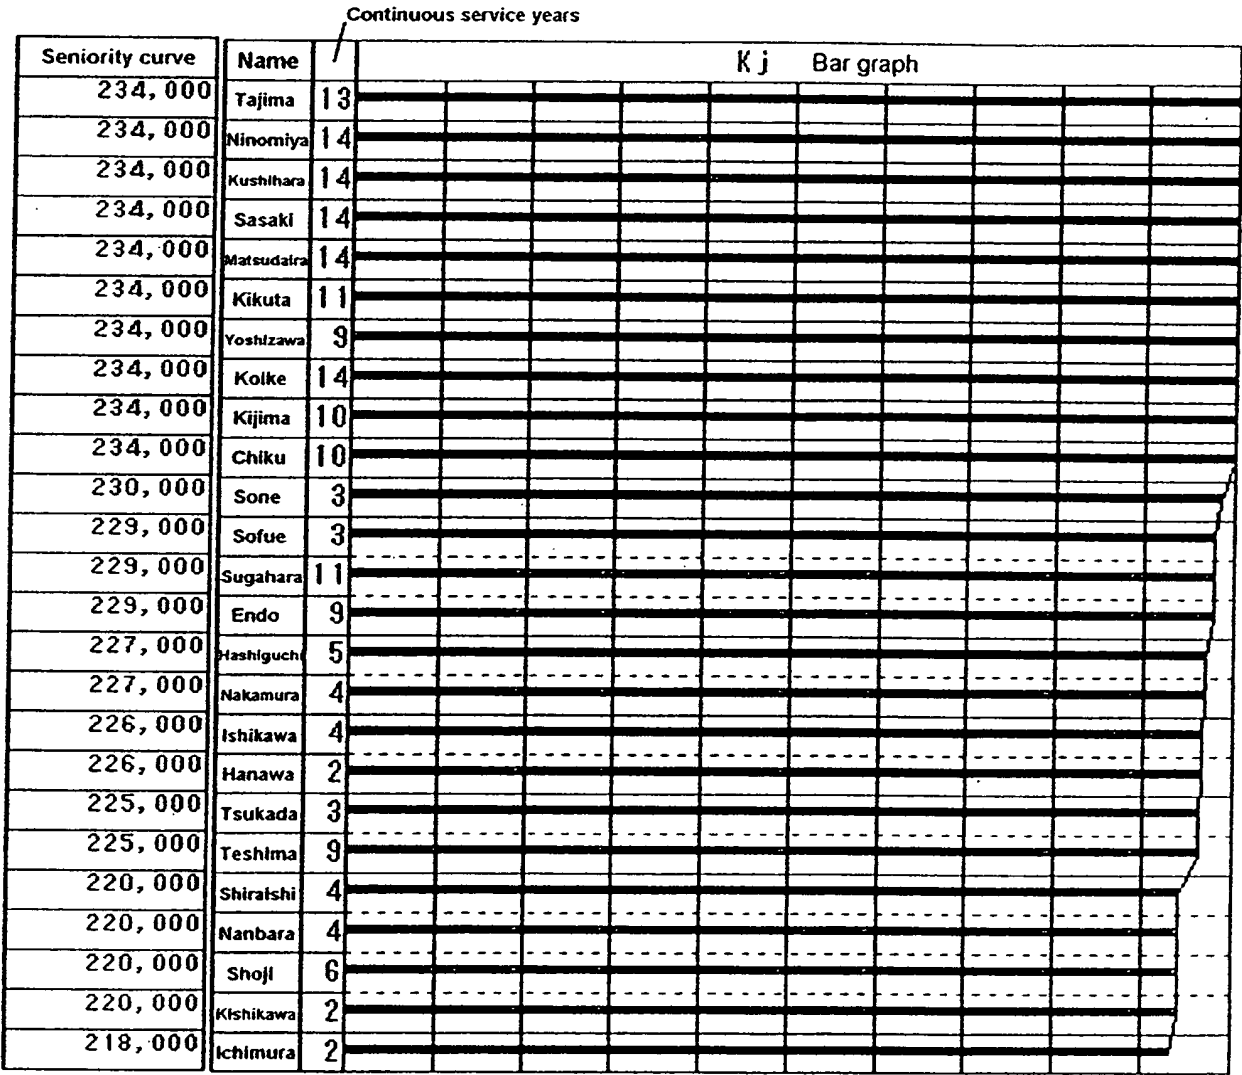 Continuous service years
Seniority curve Name Kj Bar graph
234,000 Tajima 13
234,000 Ninomiya 14
234,000 Kushihara 14
234,000 Sasaki 14
234,000 Matsudaira 14
234,000 Kikuta 11
234,000 Yoshizawa 9
234,000 Koike 14
234,000 Kijima 10
234,000 Chiku 10
230,000 Sone 3
229,000 Sofue 3
229,000 Sugahara 11
229,000 Endo 9
227,000 Hashiguchi 5
227,000 Nakamura 4
226,000 Ishikawa 4
226,000 Hanawa 2
225,000 Tsukada 3
225,000 Teshima 9
220,000 Shiraishi 4
220,000 Nanbara 4
220,000 Shoji 6
220,000 Kishikawa 2
218,000 Ichimura 2